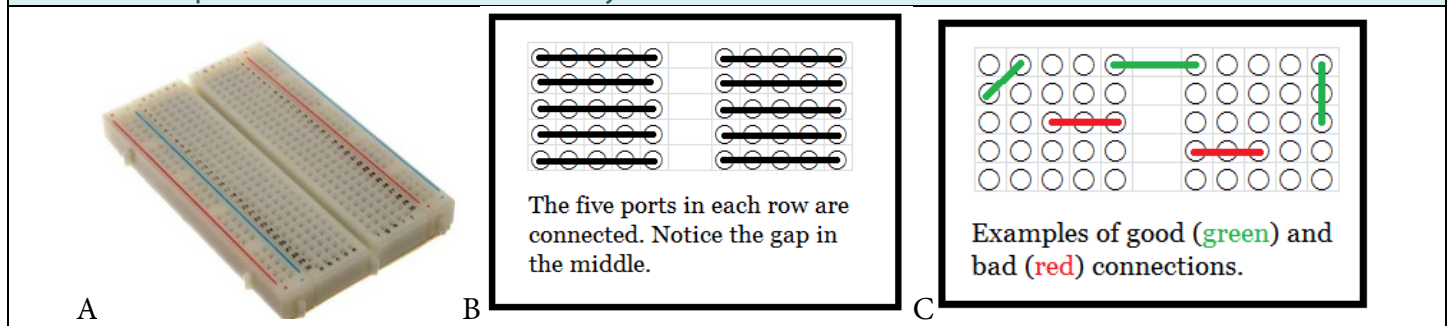 The five ports in each row are
connected. Notice the gap in
the middle.
Examples of good (green) and
bad (red) connections.
A
B
C